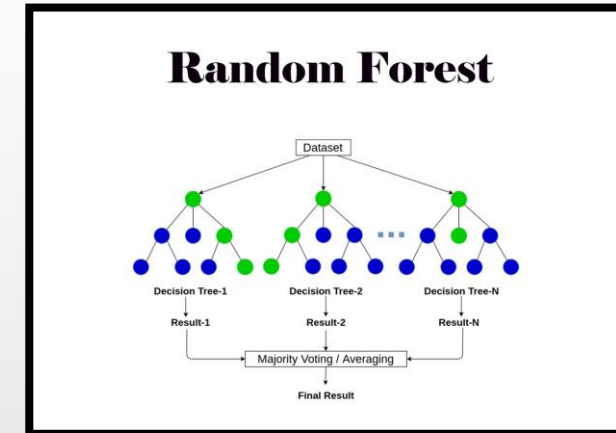 Random Forest
Dataset
Decision Tree-1 Decision Tree-2 Decision Tree-N
Result-1 Result-2 Result-N
Majority Voting / Averaging
Final Result